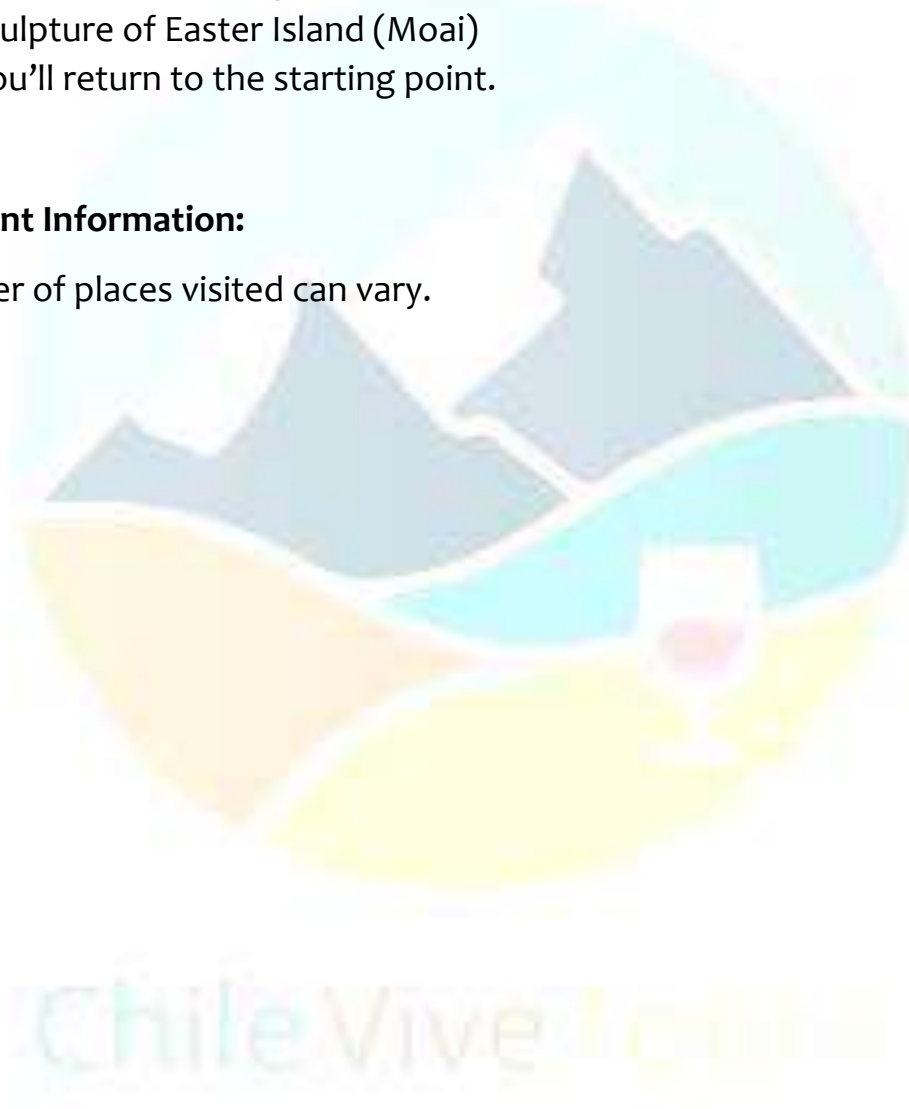 ulpture of Easter Island (Moai)
ou’ll return to the starting point.
nt Information:
er of places visited can vary.
ChileVive